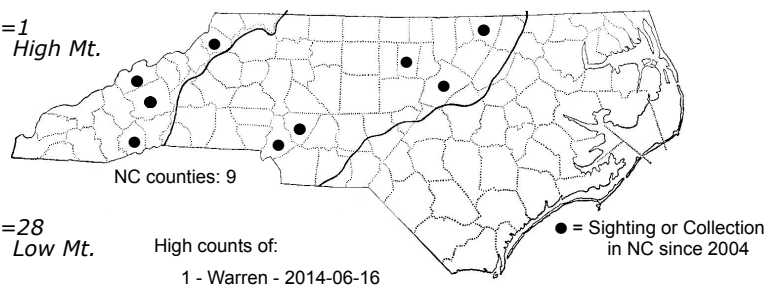 =1
High Mt.
NC counties: 9
=28
Low Mt.
High counts of:
1 - Warren - 2014-06-16
● = Sighting or Collection
in NC since 2004